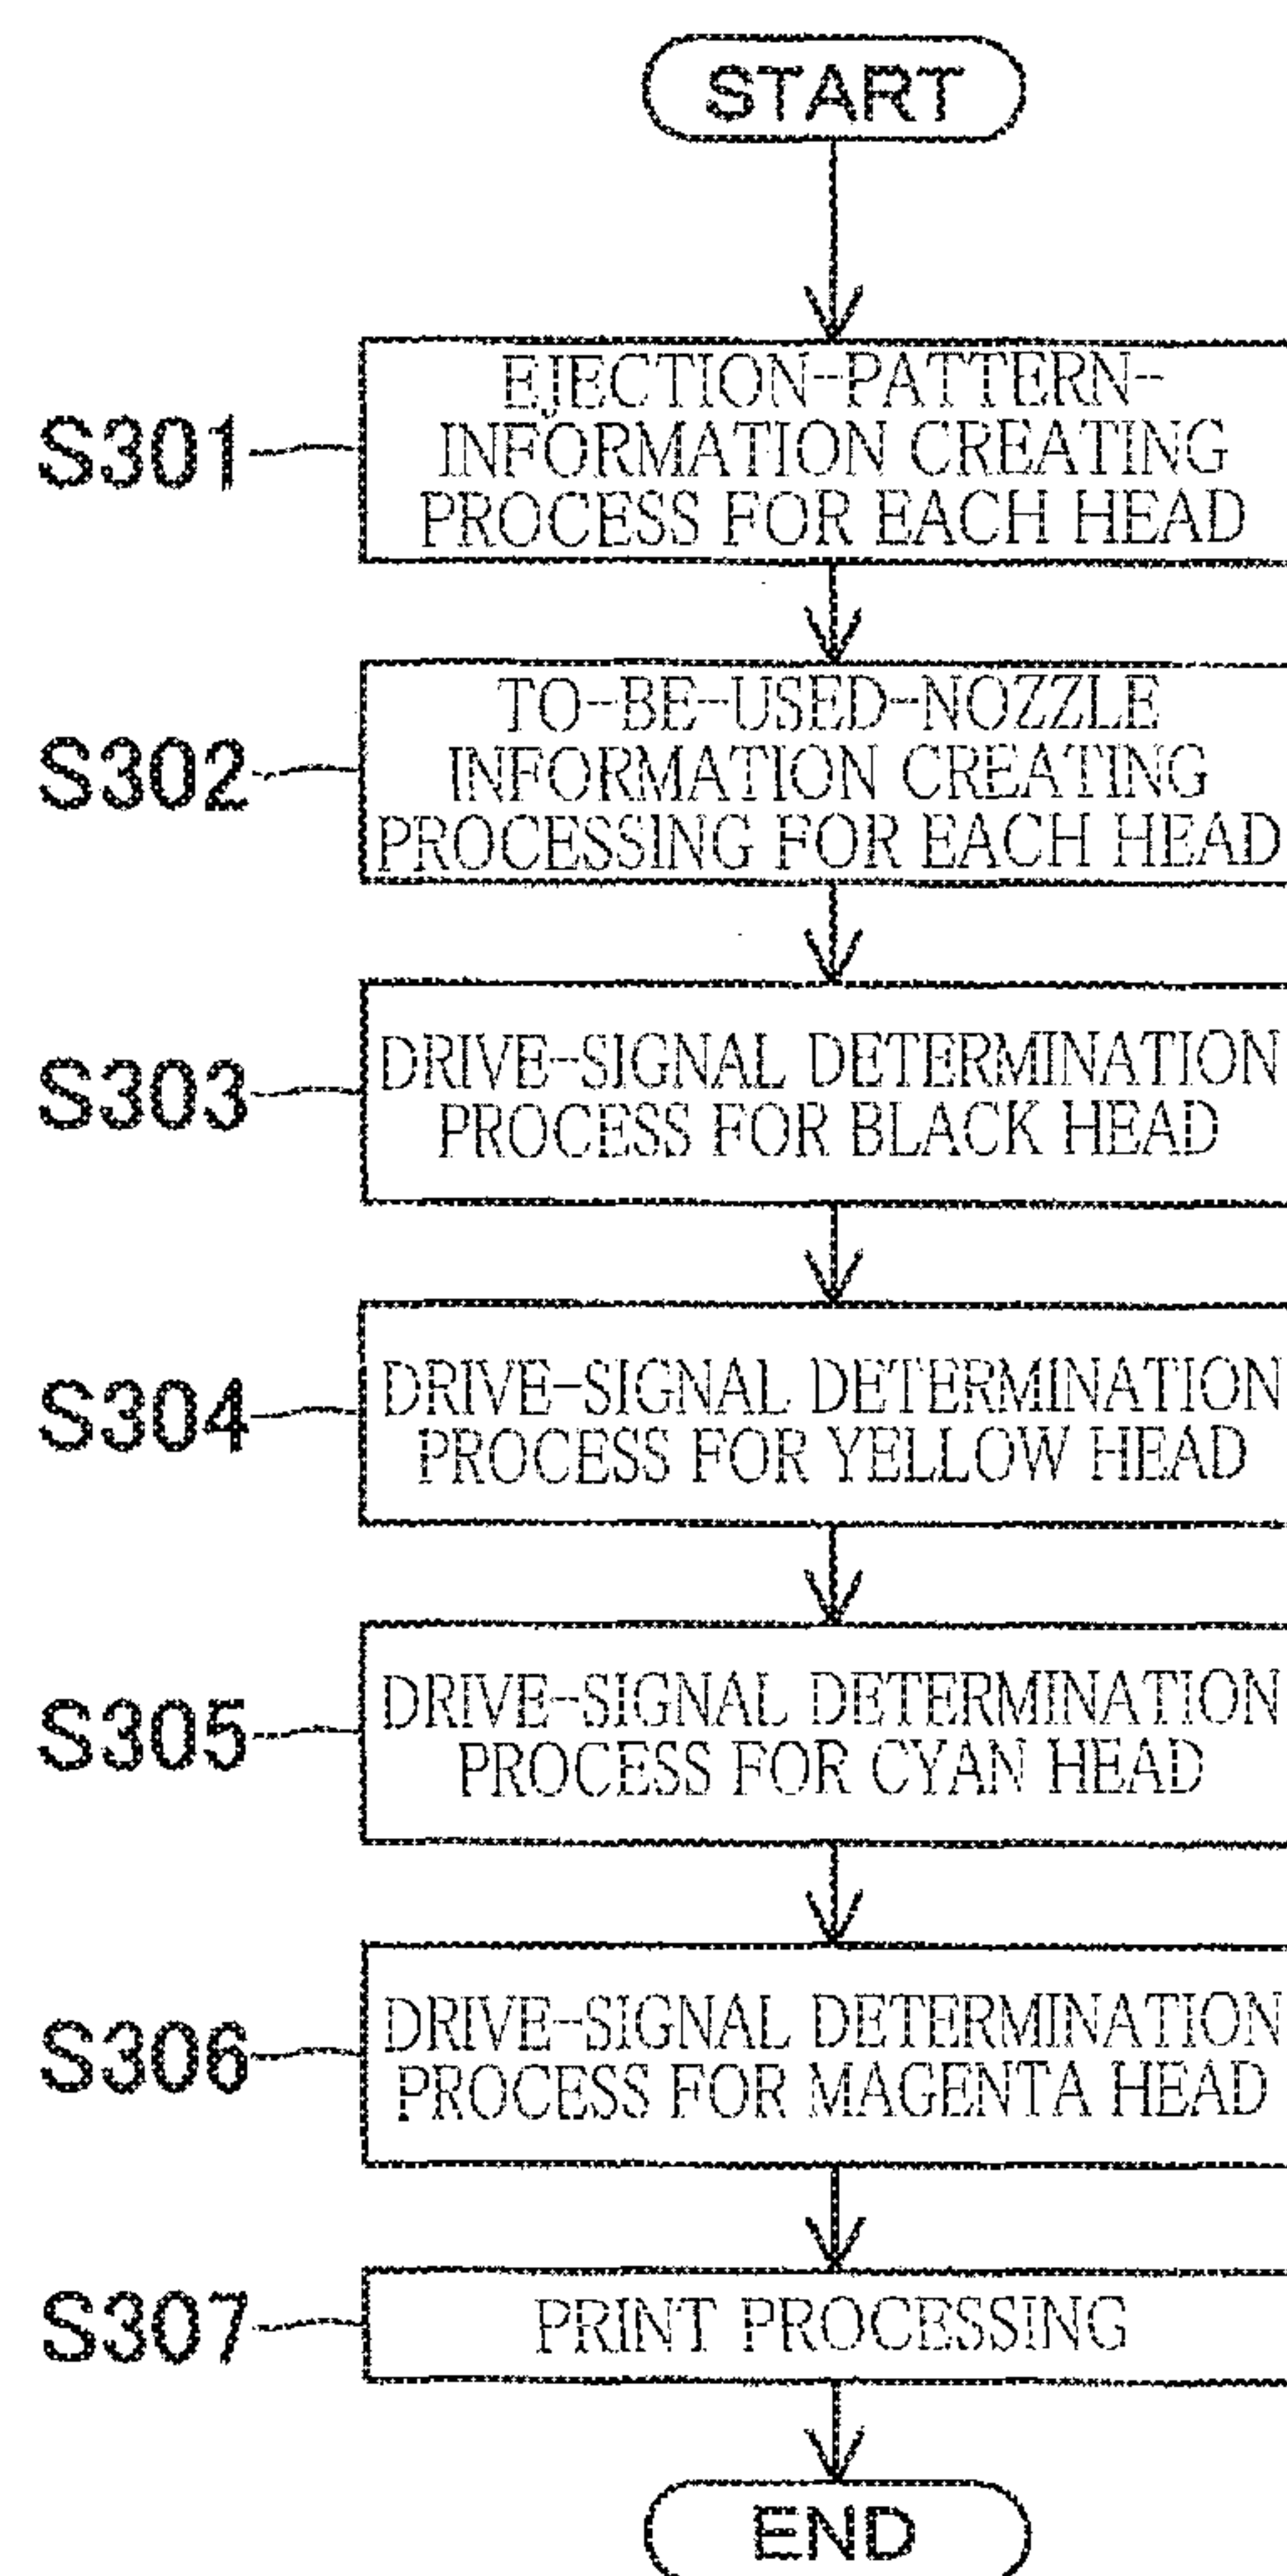 START
S301
EJECTION-PATTERN-
INFORMATION CREATING
PROCESS FOR EACH HEAD
S302
TO-BE-USED-NOZZLE
INFORMATION CREATING
PROCESSING FOR EACH HEAD
S303
DRIVE-SIGNAL DETERMINATION
PROCESS FOR BLACK HEAD
S304
DRIVE-SIGNAL DETERMINATION
PROCESS FOR YELLOW HEAD
S305
DRIVE-SIGNAL DETERMINATION
PROCESS FOR CYAN HEAD
S306
DRIVE-SIGNAL DETERMINATION
PROCESS FOR MAGENTA HEAD
S307
PRINT PROCESSING
END